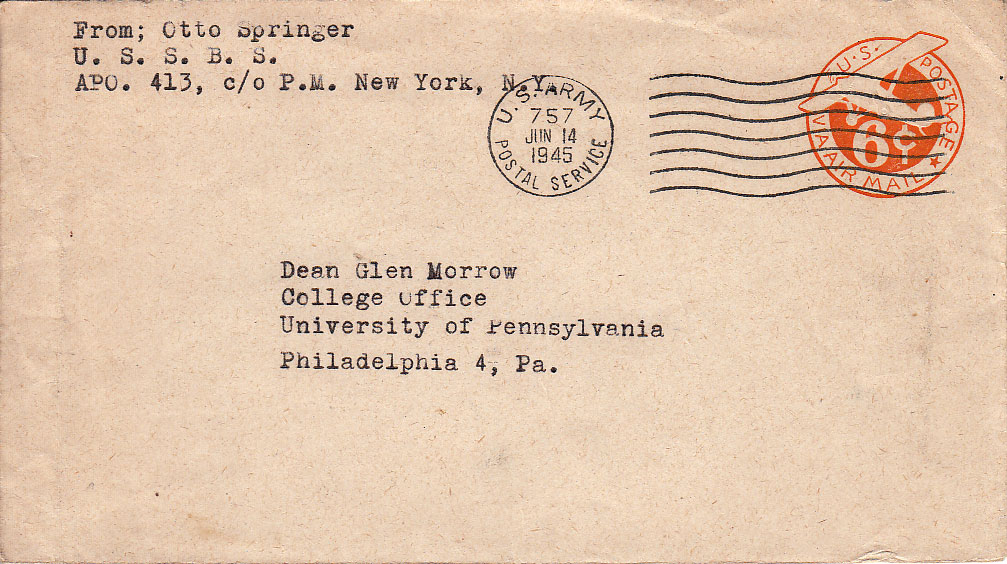 From; Otto Springer
U. S. S. B. S.
APO. 413, c/o P.M. New York, N.Y.
U.S. ARMY
757
JUN 14
1945
POSTAL SERVICE
U.S. POSTAGE
6¢
VIA AIR MAIL
Dean Glen Morrow
College Office
University of Pennsylvania
Philadelphia 4, Pa.